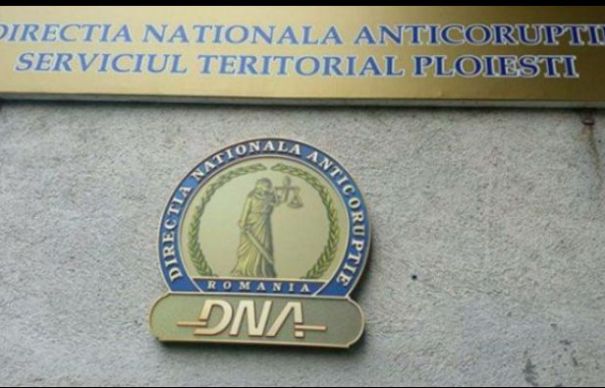 DIRECTIA NATIONALA ANTICORUPTIE
SERVICIUL TERITORIAL PLOIESTI
DIRECTIA NATIONALA ANTICORUPTIE
ROMANIA
DNA